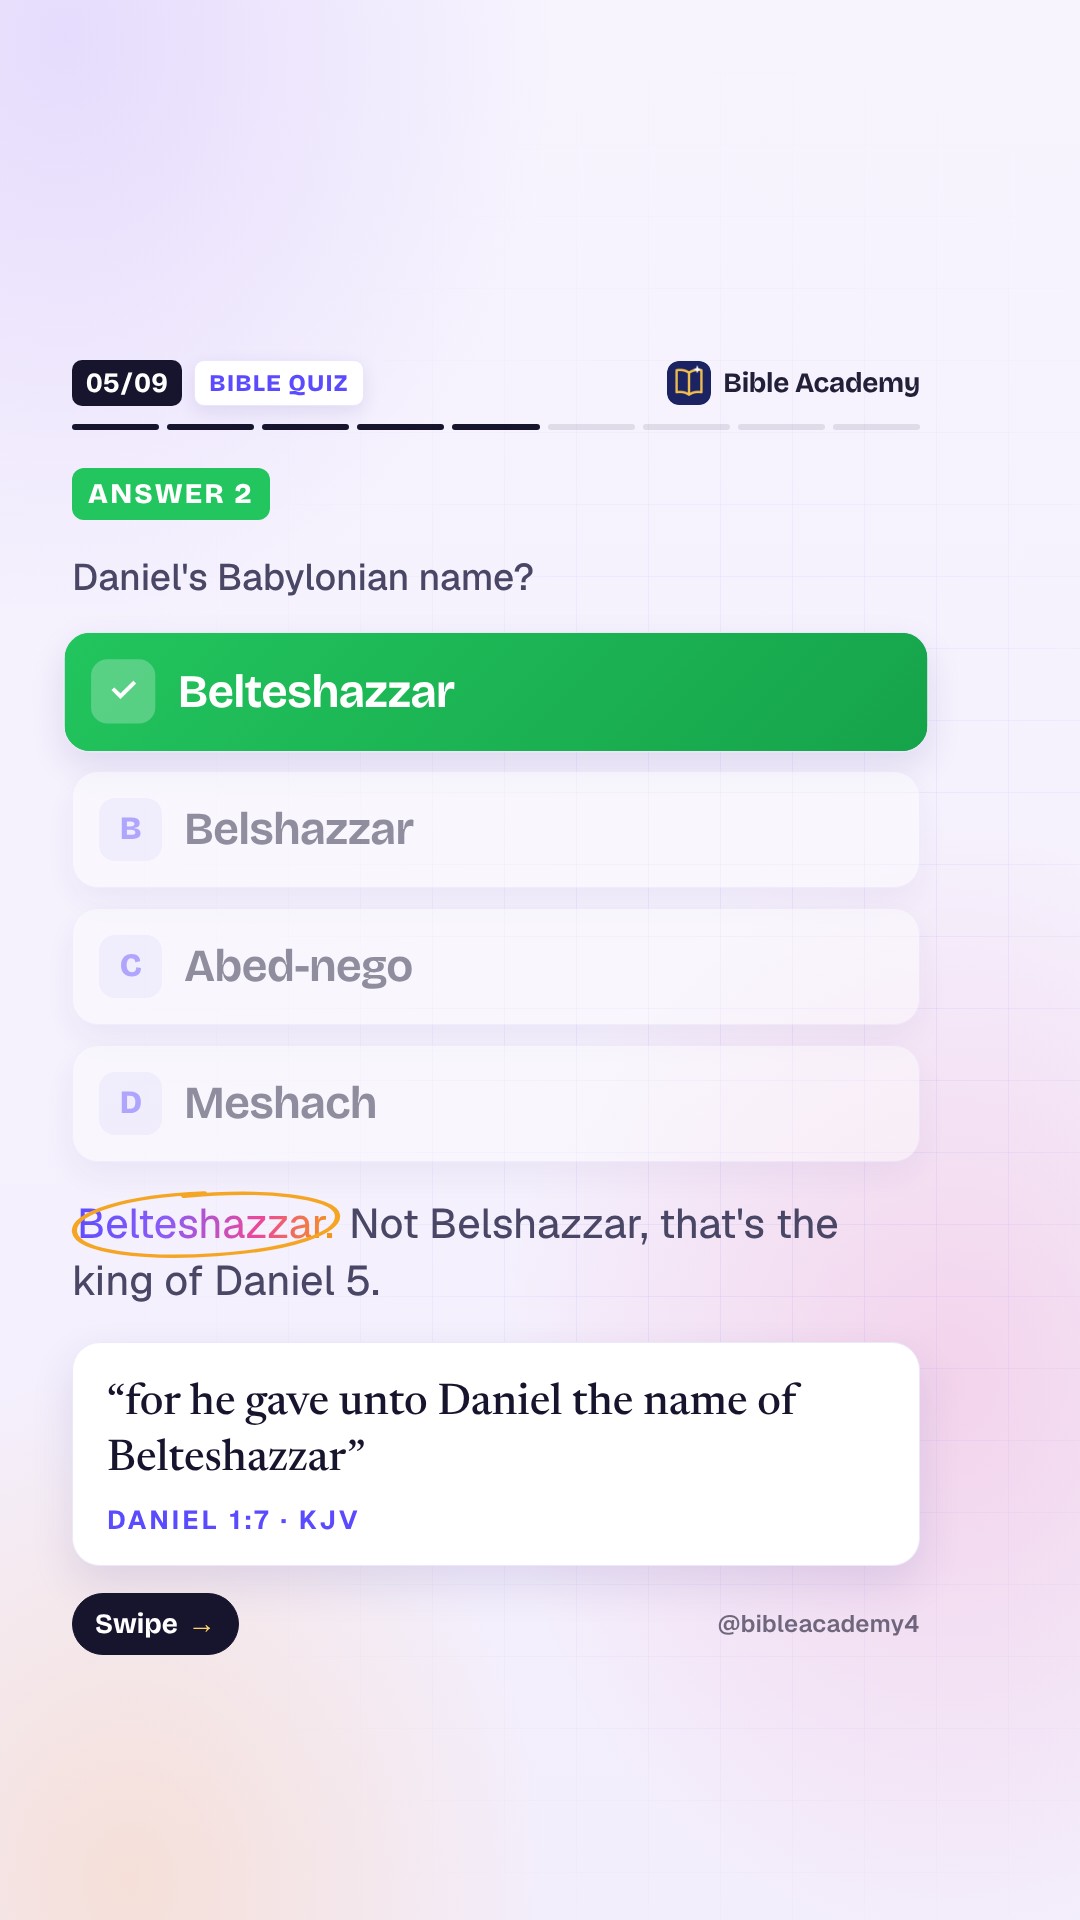 05/09 BIBLE QUIZ Bible Academy
ANSWER 2
Daniel's Babylonian name?
Belteshazzar
B Belshazzar
C Abed-nego
D Meshach
Belteshazzar. Not Belshazzar, that's the
king of Daniel 5.
“for he gave unto Daniel the name of
Belteshazzar”
DANIEL 1:7 · KJV
Swipe → @bibleacademy4